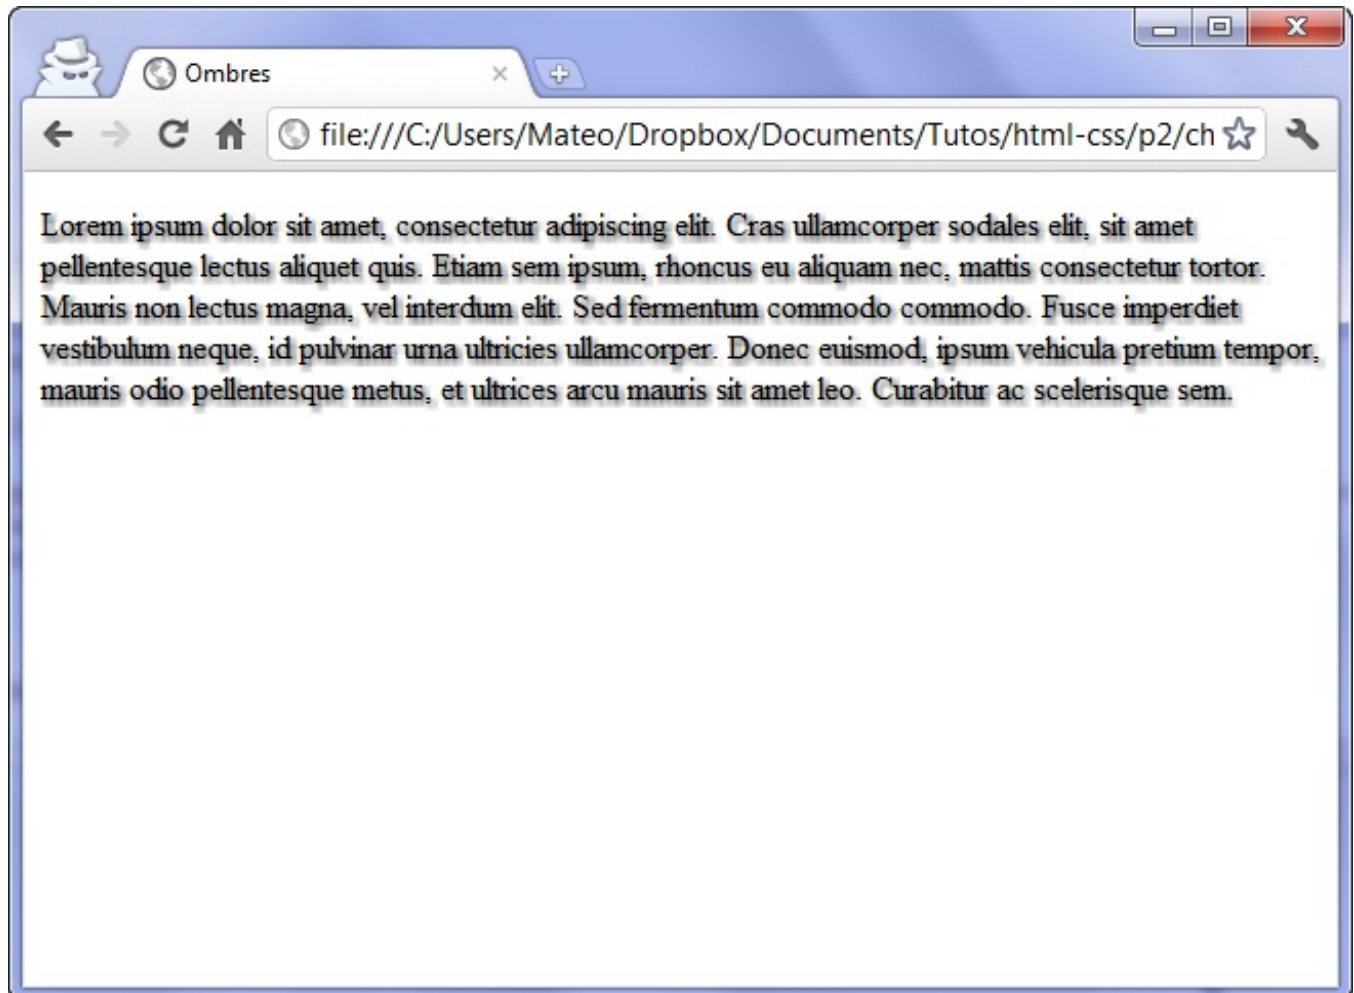 Ombres
file:///C:/Users/Mateo/Dropbox/Documents/Tutos/html-css/p2/ch
Lorem ipsum dolor sit amet, consectetur adipiscing elit. Cras ullamcorper sodales elit, sit amet
pellentesque lectus aliquet quis. Etiam sem ipsum, rhoncus eu aliquam nec, mattis consectetur tortor.
Mauris non lectus magna, vel interdum elit. Sed fermentum commodo commodo. Fusce imperdiet
vestibulum neque, id pulvinar urna ultricies ullamcorper. Donec euismod, ipsum vehicula pretium tempor,
mauris odio pellentesque metus, et ultrices arcu mauris sit amet leo. Curabitur ac scelerisque sem.